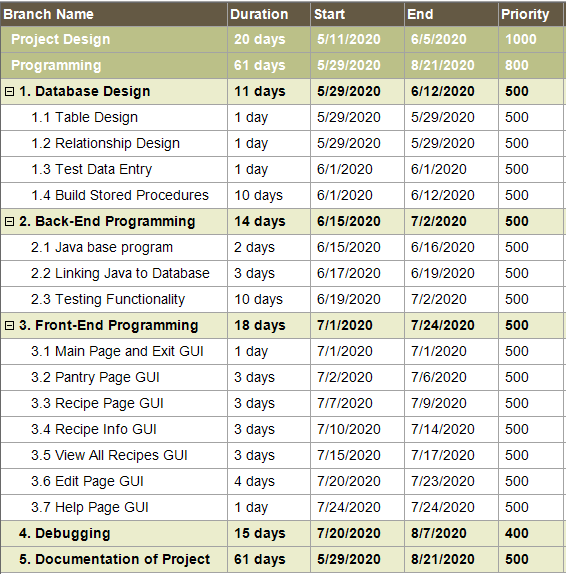 Branch Name Duration Start End Priority
Project Design 20 days 5/11/2020 6/5/2020 1000
Programming 61 days 5/29/2020 8/21/2020 800
1. Database Design 11 days 5/29/2020 6/12/2020 500
1.1 Table Design 1 day 5/29/2020 5/29/2020 500
1.2 Relationship Design 1 day 5/29/2020 5/29/2020 500
1.3 Test Data Entry 1 day 6/1/2020 6/1/2020 500
1.4 Build Stored Procedures 10 days 6/1/2020 6/12/2020 500
2. Back-End Programming 14 days 6/15/2020 7/2/2020 500
2.1 Java base program 2 days 6/15/2020 6/16/2020 500
2.2 Linking Java to Database 3 days 6/17/2020 6/19/2020 500
2.3 Testing Functionality 10 days 6/19/2020 7/2/2020 500
3. Front-End Programming 18 days 7/1/2020 7/24/2020 500
3.1 Main Page and Exit GUI 1 day 7/1/2020 7/1/2020 500
3.2 Pantry Page GUI 3 days 7/2/2020 7/6/2020 500
3.3 Recipe Page GUI 3 days 7/7/2020 7/9/2020 500
3.4 Recipe Info GUI 3 days 7/10/2020 7/14/2020 500
3.5 View All Recipes GUI 3 days 7/15/2020 7/17/2020 500
3.6 Edit Page GUI 4 days 7/20/2020 7/23/2020 500
3.7 Help Page GUI 1 day 7/24/2020 7/24/2020 500
4. Debugging 15 days 7/20/2020 8/7/2020 400
5. Documentation of Project 61 days 5/29/2020 8/21/2020 500